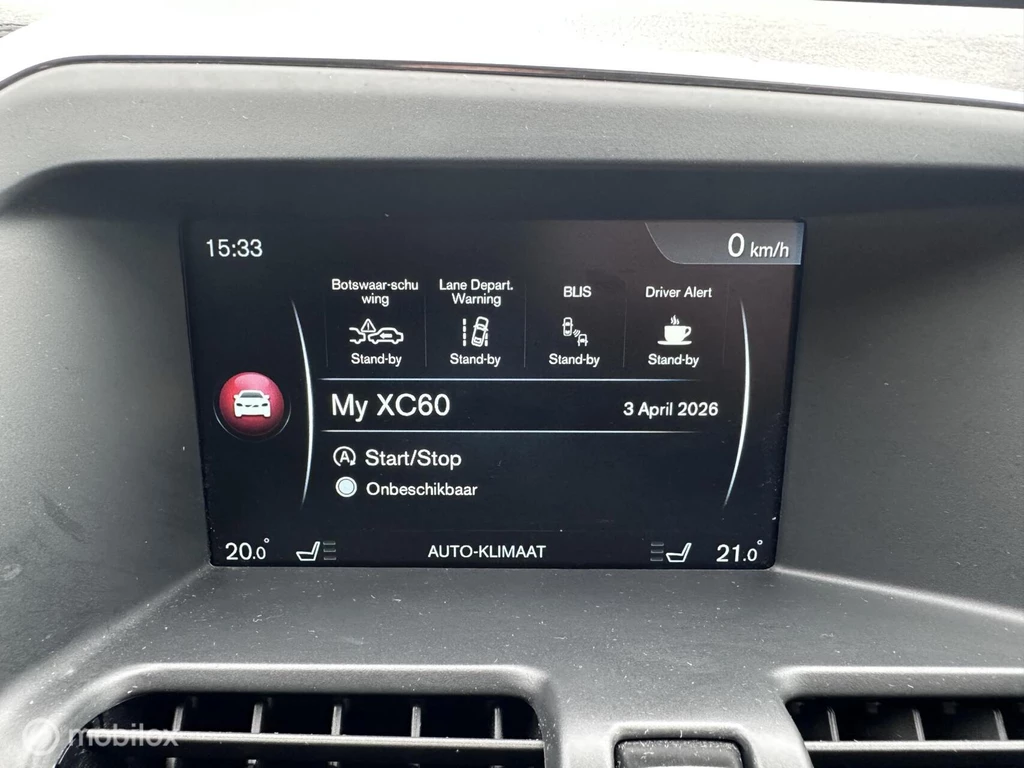 15:33
0 km/h
Botswaar-schu
wing
Lane Depart.
Warning
BLIS
Driver Alert
Stand-by
Stand-by
Stand-by
Stand-by
My XC60
3 April 2026
A Start/Stop
Onbeschikbaar
20.0°
AUTO-KLIMAAT
21.0°
mobilox